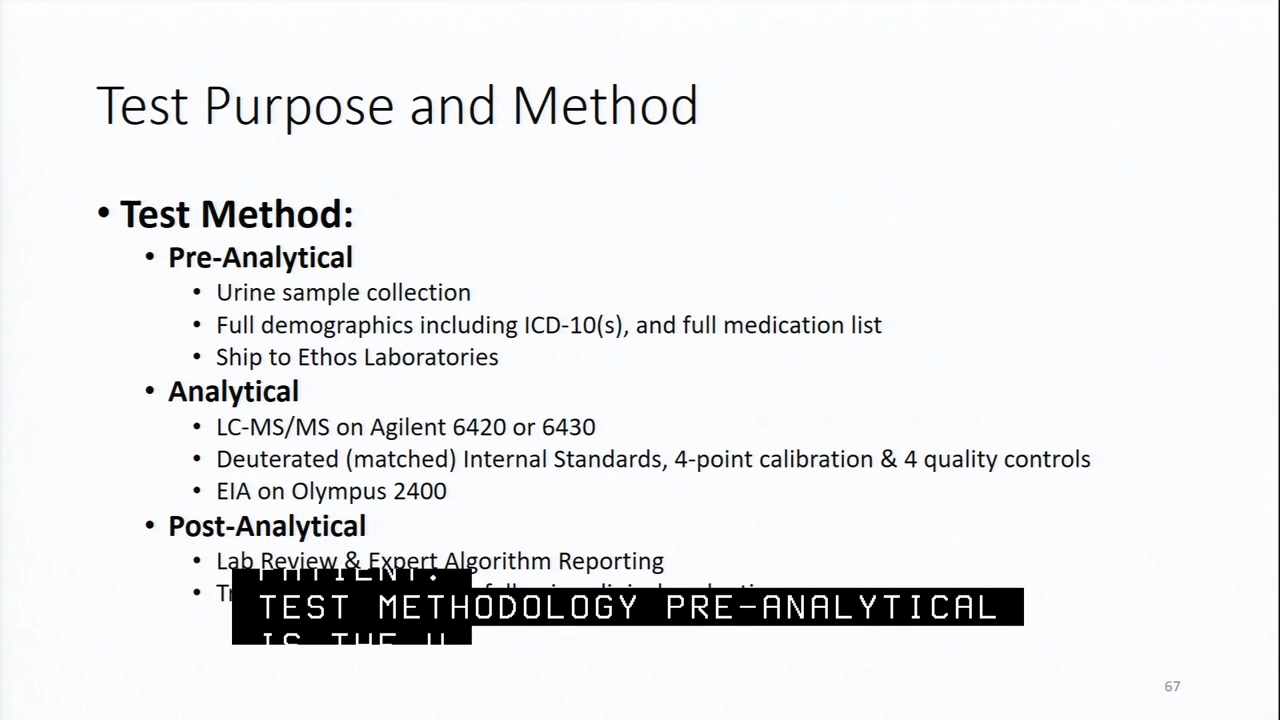 Test Purpose and Method
• Test Method:
• Pre-Analytical
• Urine sample collection
• Full demographics including ICD-10(s), and full medication list
• Ship to Ethos Laboratories
• Analytical
• LC-MS/MS on Agilent 6420 or 6430
• Deuterated (matched) Internal Standards, 4-point calibration & 4 quality controls
• EIA on Olympus 2400
• Post-Analytical
• Lab Review & Expert Algorithm Reporting
PATIENT.
TEST METHODOLOGY PRE-ANALYTICAL
IS THE U
67